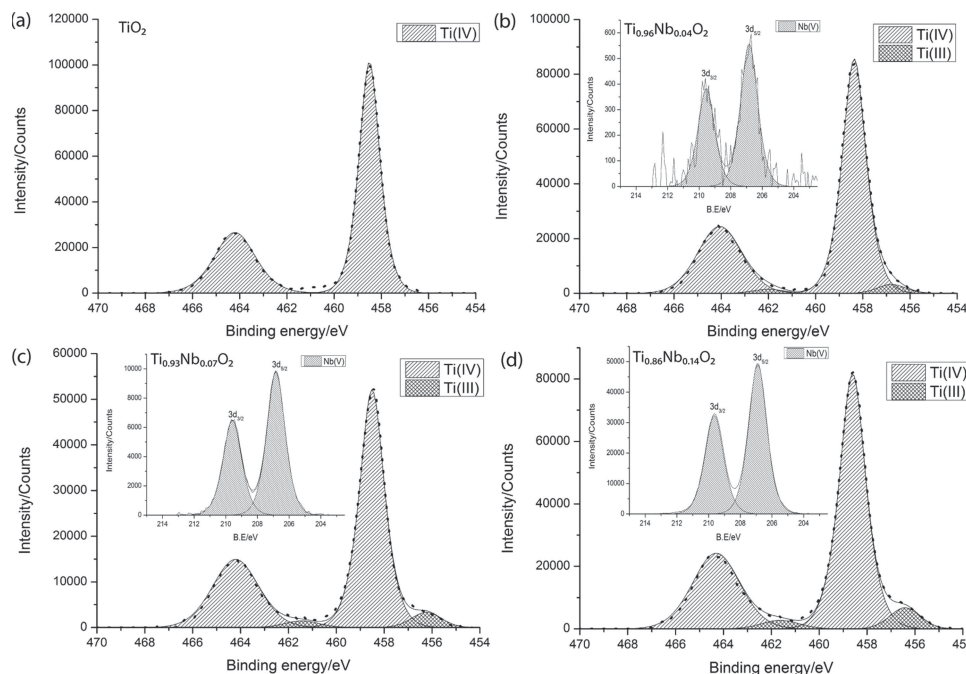 (a)
TiO2
Ti(IV)
120000
100000
80000
60000
40000
20000
0
Intensity/Counts
470 468 466 464 462 460 458 456 454
Binding energy/eV
(b)
Ti0.96Nb0.04O2
Ti(IV)
Ti(III)
100000
80000
60000
40000
20000
0
Intensity/Counts
470 468 466 464 462 460 458 456 454
Binding energy/eV
Nb(V)
3d5/2
3d3/2
600
500
400
300
200
100
0
Intensity/Counts
214 212 210 208 206 204
B.E/eV
(c)
Ti0.93Nb0.07O2
Ti(IV)
Ti(III)
60000
50000
40000
30000
20000
10000
0
Intensity/Counts
470 468 466 464 462 460 458 456 454
Binding energy/eV
Nb(V)
3d5/2
3d3/2
10000
8000
6000
4000
2000
0
Intensity/Counts
214 212 210 208 206 204
B.E/eV
(d)
Ti0.86Nb0.14O2
Ti(IV)
Ti(III)
80000
60000
40000
20000
0
Intensity/Counts
470 468 466 464 462 460 458 456 45
Binding energy/eV
Nb(V)
3d5/2
3d3/2
50000
40000
30000
20000
10000
0
Intensity/Counts
214 212 210 208 206 204
B.E/eV